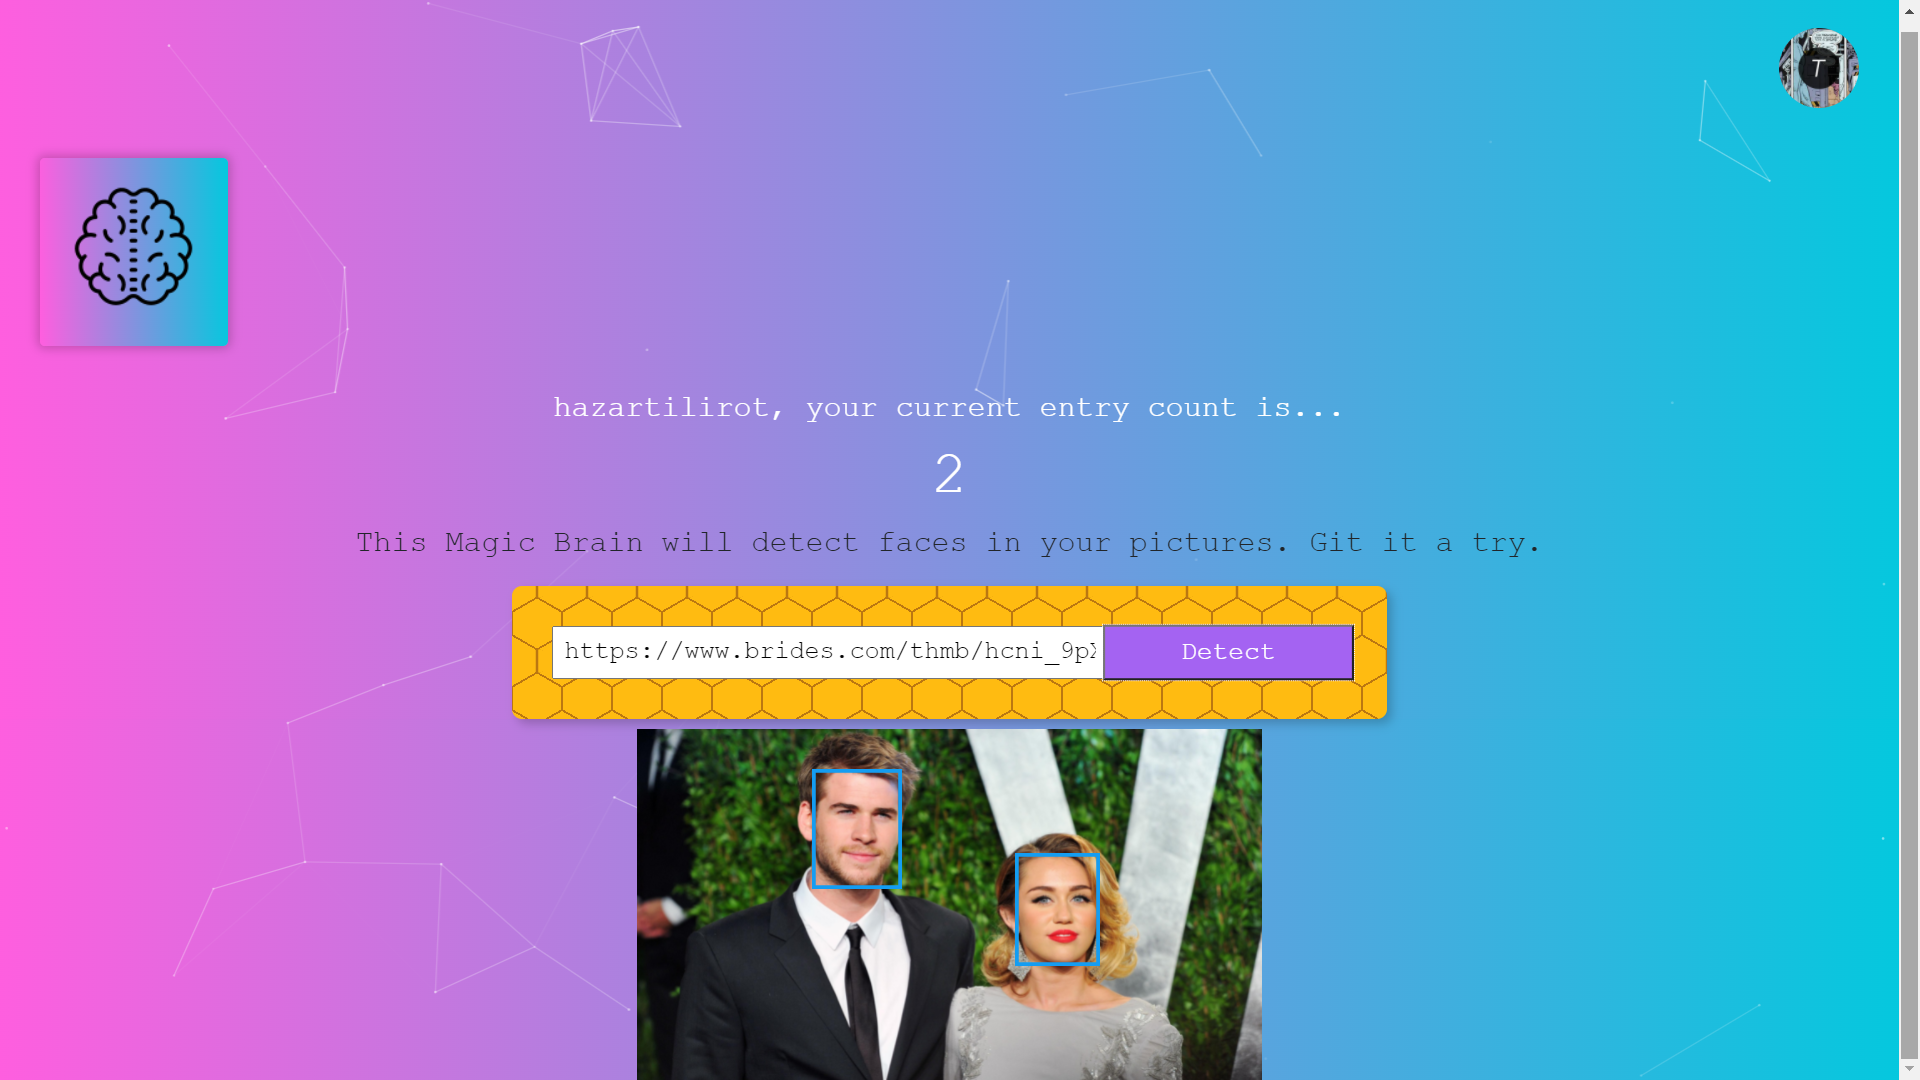 T
hazartilirot, your current entry count is...
2
This Magic Brain will detect faces in your pictures. Git it a try.
https://www.brides.com/thmb/hcni_9p
Detect